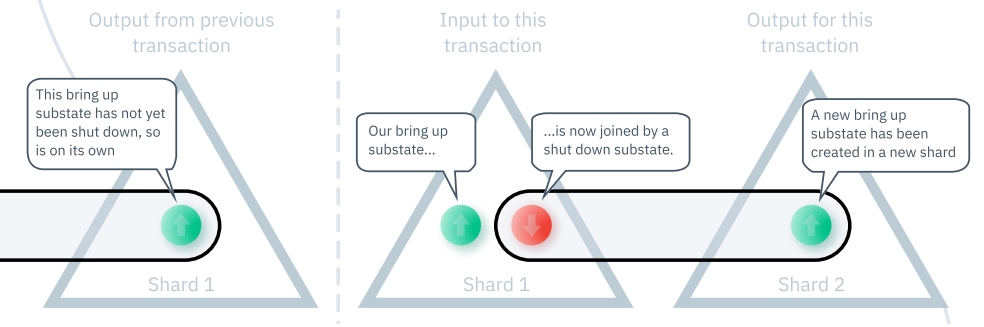 Output from previous
transaction
This bring up
substate has not yet
been shut down, so
is on its own
Shard 1
Input to this
transaction
Our bring up
substate...
...is now joined by a
shut down substate.
Shard 1
Output for this
transaction
A new bring up
substate has been
created in a new shard
Shard 2